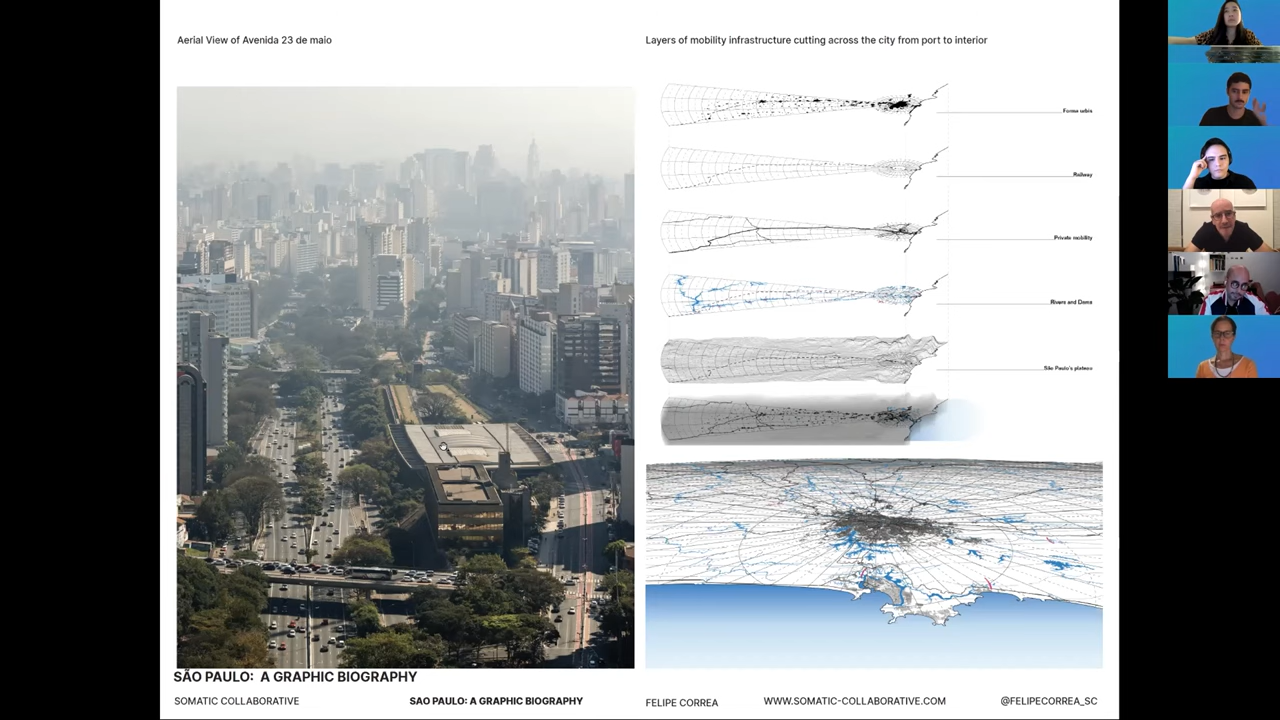 Aerial View of Avenida 23 de maio
Layers of mobility infrastructure cutting across the city from port to interior
Forma urbis
Railway
Private mobility
Rivers and Dams
São Paulo's plateau
SÃO PAULO:  A GRAPHIC BIOGRAPHY
SOMATIC COLLABORATIVE
SAO PAULO: A GRAPHIC BIOGRAPHY
FELIPE CORREA
WWW.SOMATIC-COLLABORATIVE.COM
@FELIPECORREA_SC